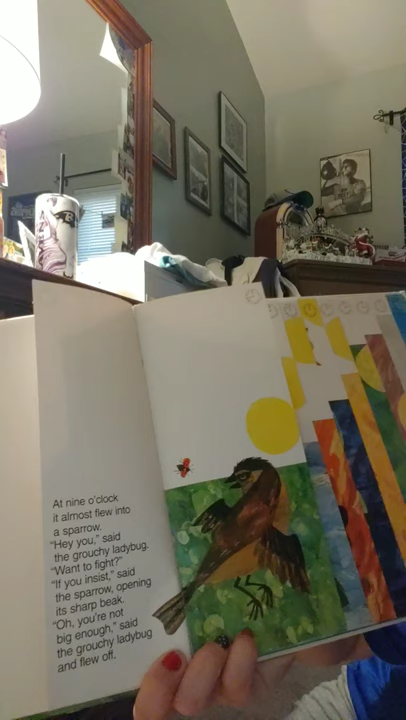 At nine o'clock
it almost flew into
a sparrow.
"Hey you," said
the grouchy ladybug.
"Want to fight?"
"If you insist," said
the sparrow, opening
its sharp beak.
"Oh, you're not
big enough," said
the grouchy ladybug
and flew off.